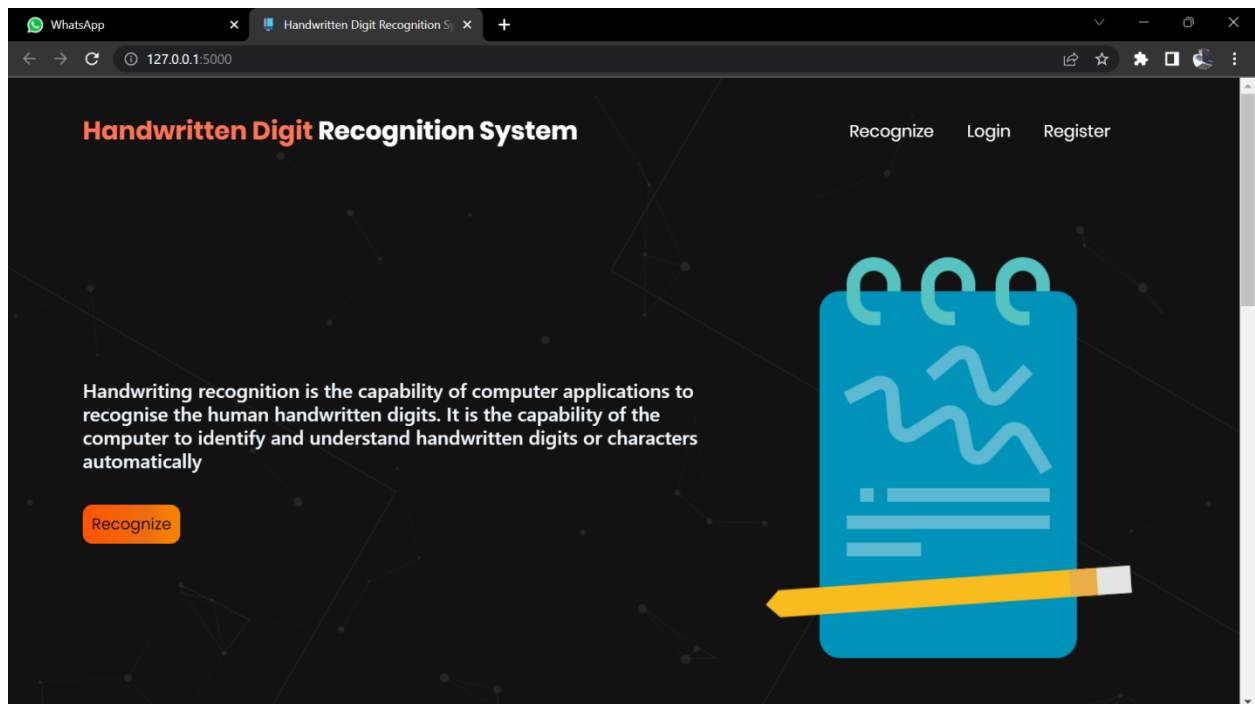 WhatsApp
Handwritten Digit Recognition Sy
127.0.0.1:5000
Handwritten Digit Recognition System
Recognize Login Register
Handwriting recognition is the capability of computer applications to
recognise the human handwritten digits. It is the capability of the
computer to identify and understand handwritten digits or characters
automatically
Recognize